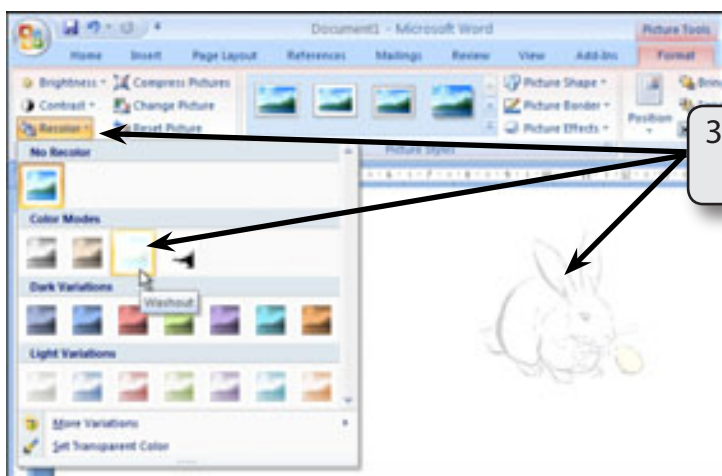 Document1 - Microsoft Word
Picture Tools
Home Insert Page Layout References Mailings Review View Add-Ins Format
Brightness
Compress Pictures
Picture Shape
Contrast
Change Picture
Picture Border
Position
Recolor
Reset Picture
Picture Effects
Picture Styles
3
No Recolor
Color Modes
Washout
Dark Variations
Light Variations
More Variations
Set Transparent Color